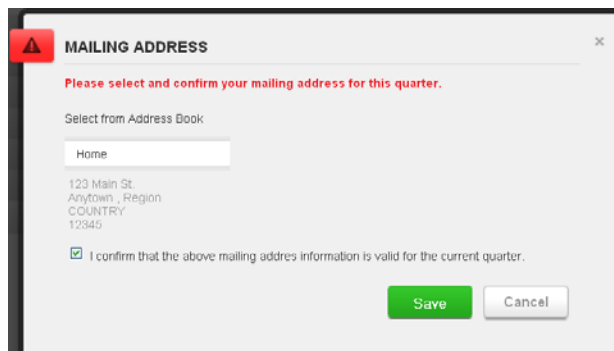 MAILING ADDRESS
Please select and confirm your mailing address for this quarter.
Select from Address Book
Home
123 Main St.
Anytown , Region
COUNTRY
12345
I confirm that the above mailing addres information is valid for the current quarter.
Save Cancel